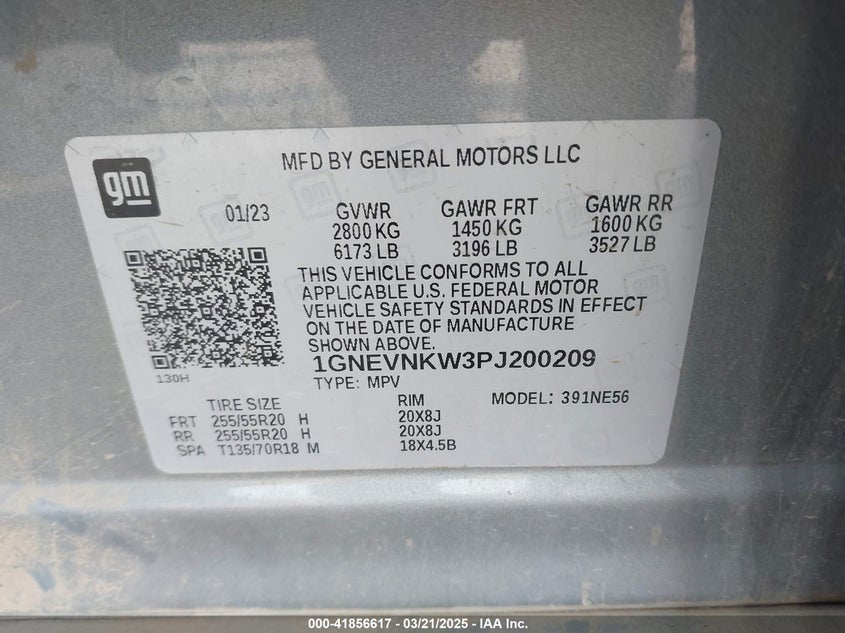 gm
MFD BY GENERAL MOTORS LLC
01/23 GVWR GAWR FRT GAWR RR
2800 KG 1450 KG 1600 KG
6173 LB 3196 LB 3527 LB
THIS VEHICLE CONFORMS TO ALL
APPLICABLE U.S. FEDERAL MOTOR
VEHICLE SAFETY STANDARDS IN EFFECT
ON THE DATE OF MANUFACTURE
SHOWN ABOVE.
1GNEVNKW3PJ200209
130H
TYPE: MPV
TIRE SIZE RIM MODEL: 391NE56
FRT 255/55R20 H 20X8J
RR 255/55R20 H 20X8J
SPA T135/70R18 M 18X4.5B
000-41856617 — 03/21/2025 — IAA Inc.